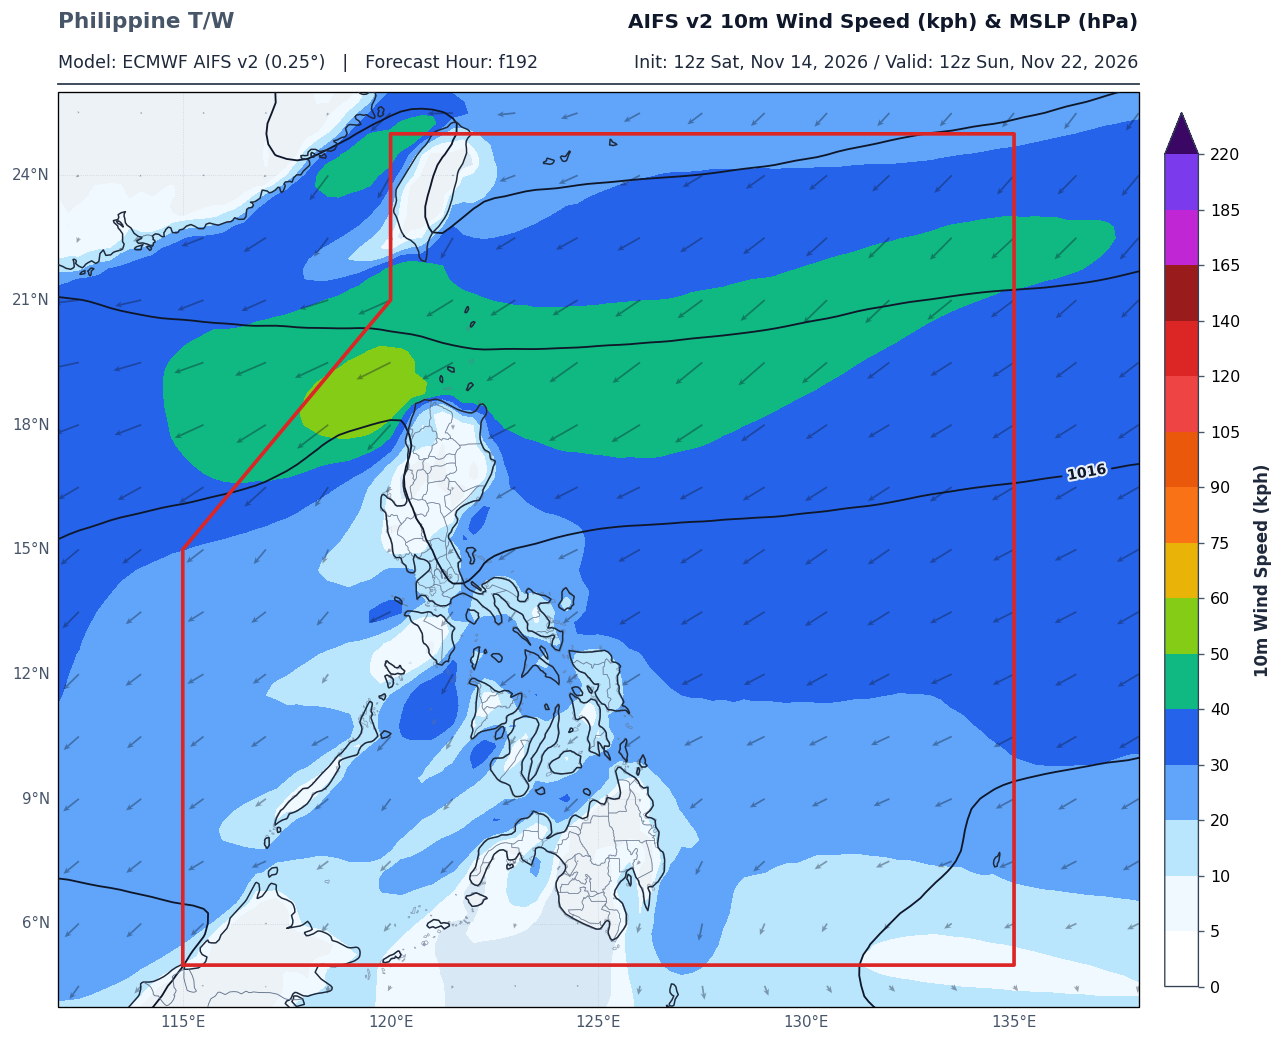 Philippine T/W
AIFS v2 10m Wind Speed (kph) & MSLP (hPa)
Model: ECMWF AIFS v2 (0.25°) | Forecast Hour: f192
Init: 12z Sat, Nov 14, 2026 / Valid: 12z Sun, Nov 22, 2026
24°N
21°N
18°N
15°N
12°N
9°N
6°N
115°E
120°E
125°E
130°E
135°E
1016
220
185
165
140
120
105
90
75
60
50
40
30
20
10
5
0
10m Wind Speed (kph)